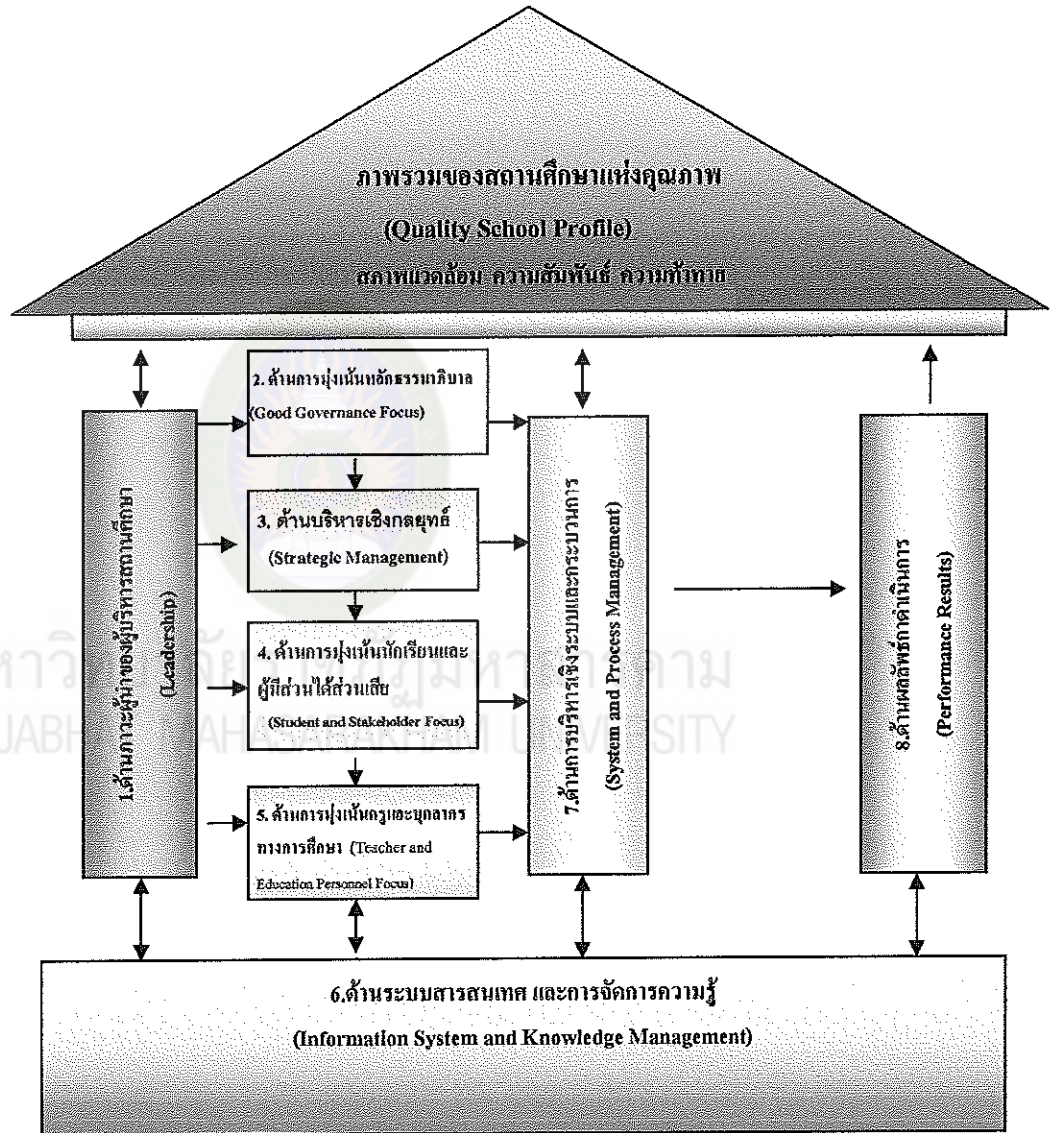 ภาพรวมของสถานศึกษาแห่งคุณภาพ
(Quality School Profile)
สภาพแวดล้อม ความสัมพันธ์ ความท้าทาย
1.ด้านภาวะผู้นำของผู้บริหารสถานศึกษา
(Leadership)
2. ด้านการมุ่งเน้นหลักธรรมาภิบาล
(Good Governance Focus)
3. ด้านบริหารเชิงกลยุทธ์
(Strategic Management)
4. ด้านการมุ่งเน้นนักเรียนและ
ผู้มีส่วนได้ส่วนเสีย
(Student and Stakeholder Focus)
5. ด้านการมุ่งเน้นครูและบุคลากร
ทางการศึกษา (Teacher and
Education Personnel Focus)
7.ด้านการบริหารเชิงระบบและกระบวนการ
(System and Process Management)
8.ด้านผลลัพธ์กาดำเนินการ
(Performance Results)
6.ด้านระบบสารสนเทศ และการจัดการความรู้
(Information System and Knowledge Management)